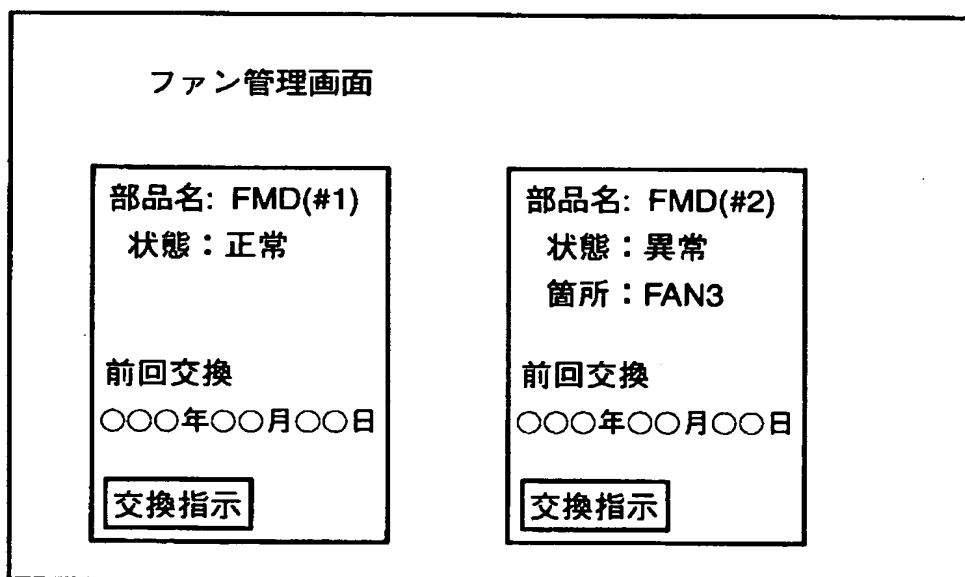 ファン管理画面
部品名: FMD(#1)
状態：正常
前回交換
○○○年○○月○○日
交換指示
部品名: FMD(#2)
状態：異常
箇所：FAN3
前回交換
○○○年○○月○○日
交換指示